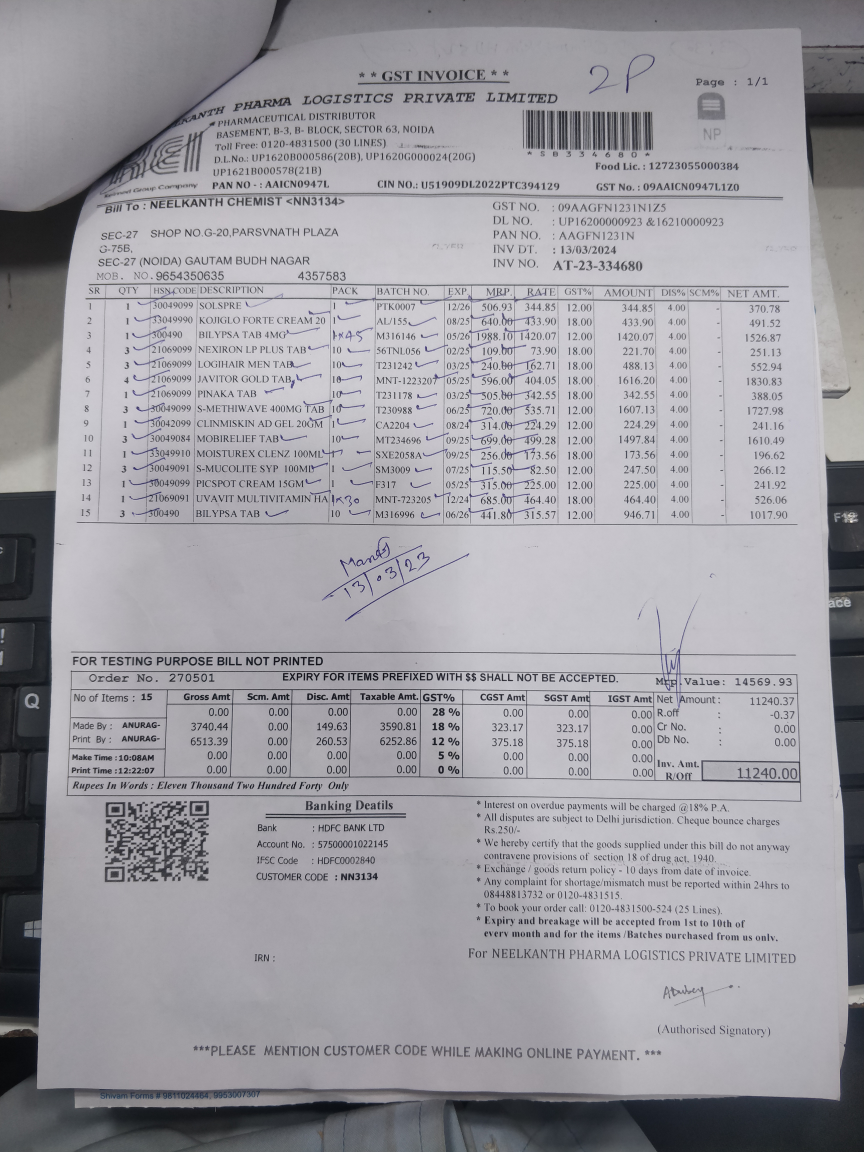 ** GST INVOICE **
2P
Page : 1/1
PHARMA LOGISTICS PRIVATE LIMITED
PHARMACEUTICAL DISTRIBUTOR
BASEMENT, B-3, B- BLOCK, SECTOR 63, NOIDA
Toll Free: 0120-4831500 (30 LINES)
D.L.No.: UP1620B000586(20B), UP1620G000024(20G)
UP1621B000578(21B)
*58334680*
NP
Food Lic. : 12723055000384
Group Company
PAN NO - : AAICN0947L CIN NO.: U51909DL2022PTC394129 GST No. : 09AAICN0947L1Z0
Bill To : NEELKANTH CHEMIST <NN3134>
SEC-27 SHOP NO.G-20,PARSVNATH PLAZA
G-75B,
SEC-27 (NOIDA) GAUTAM BUDH NAGAR
MOB. NO. 9654350635 4357583
GST NO. : 09AAGFN1231N1Z5
DL NO. : UP16200000923 &16210000923
PAN NO. : AAGFN1231N
INV DT. : 13/03/2024
INV NO. AT-23-334680
SR QTY HSN CODE DESCRIPTION PACK BATCH NO. EXP. MRP. RATE GST% AMOUNT DIS% SCM% NET AMT.
1 1 30049099 SOLSPRE 1 PTK0007 12/26 506.93 344.85 12.00 344.85 4.00 - 370.78
2 1 33049990 KOJIGLO FORTE CREAM 20 1 AL/155 08/25 640.00 433.90 18.00 433.90 4.00 - 491.52
3 1 300490 BILYPSA TAB 4MG 1x45 M316146 05/26 1988.10 1420.07 12.00 1420.07 4.00 - 1526.87
4 3 21069099 NEXIRON LP PLUS TAB 10 56TNL056 02/25 109.00 73.90 18.00 221.70 4.00 - 251.13
5 3 21069099 LOGIHAIR MEN TAB 10 T231242 03/25 240.00 162.71 18.00 488.13 4.00 - 552.94
6 4 21069099 JAVITOR GOLD TAB 10 MNT-1223207 05/25 596.00 404.05 18.00 1616.20 4.00 - 1830.83
7 1 21069099 PINAKA TAB 10 T231178 03/25 505.00 342.55 18.00 342.55 4.00 - 388.05
8 3 30049099 S-METHIWAVE 400MG TAB 10 T230988 06/25 720.00 535.71 12.00 1607.13 4.00 - 1727.98
9 1 30042099 CLINMISKIN AD GEL 20GM 1 CA2204 08/24 314.00 224.29 12.00 224.29 4.00 - 241.16
10 3 30049084 MOBIRELIEF TAB 10 MT234696 09/25 699.00 499.28 12.00 1497.84 4.00 - 1610.49
11 1 33049910 MOISTUREX CLENZ 100ML SXE2058A 09/25 256.00 173.56 18.00 173.56 4.00 - 196.62
12 3 30049091 S-MUCOLITE SYP 100MD 1 SM3009 07/25 115.50 82.50 12.00 247.50 4.00 - 266.12
13 1 30049099 PICSPOT CREAM 15GM 1 F317 05/25 315.00 225.00 12.00 225.00 4.00 - 241.92
14 1 21069091 UVAVIT MULTIVITAMIN HA 1x30 MNT-723205 12/24 685.00 464.40 18.00 464.40 4.00 - 526.06
15 3 300490 BILYPSA TAB 10 M316996 06/26 441.80 315.57 12.00 946.71 4.00 - 1017.90
13/03/23
FOR TESTING PURPOSE BILL NOT PRINTED
Order No. 270501 EXPIRY FOR ITEMS PREFIXED WITH $$ SHALL NOT BE ACCEPTED. Mrp.Value: 14569.93
No of Items : 15 Gross Amt Scm. Amt Disc. Amt Taxable Amt. GST% CGST Amt SGST Amt IGST Amt Net Amount : 11240.37
0.00 0.00 0.00 0.00 28 % 0.00 0.00 0.00 R.off -0.37
Made By : ANURAG- 3740.44 0.00 149.63 3590.81 18 % 323.17 323.17 0.00 Cr No. : 0.00
Print By : ANURAG- 6513.39 0.00 260.53 6252.86 12 % 375.18 375.18 0.00 Db No. : 0.00
Make Time :10:08AM 0.00 0.00 0.00 0.00 5 % 0.00 0.00 0.00
Print Time :12:22:07 0.00 0.00 0.00 0.00 0 % 0.00 0.00 0.00 Inv. Amt. R/Off 11240.00
Rupees In Words : Eleven Thousand Two Hundred Forty Only
Banking Deatils
Bank : HDFC BANK LTD
Account No. : 57500001022145
IFSC Code : HDFC0002840
CUSTOMER CODE : NN3134
* Interest on overdue payments will be charged @18% P.A.
* All disputes are subject to Delhi jurisdiction. Cheque bounce charges
Rs.250/-
* We hereby certify that the goods supplied under this bill do not anyway
contravene provisions of section 18 of drug act, 1940.
* Exchange / goods return policy - 10 days from date of invoice.
* Any complaint for shortage/mismatch must be reported within 24hrs to
08448813732 or 0120-4831515.
* To book your order call: 0120-4831500-524 (25 Lines).
* Expiry and breakage will be accepted from 1st to 10th of
every month and for the items /Batches purchased from us only.
IRN :
For NEELKANTH PHARMA LOGISTICS PRIVATE LIMITED
(Authorised Signatory)
***PLEASE MENTION CUSTOMER CODE WHILE MAKING ONLINE PAYMENT. ***
Shivam Forms # 9811024464, 9953007307
F12
Q